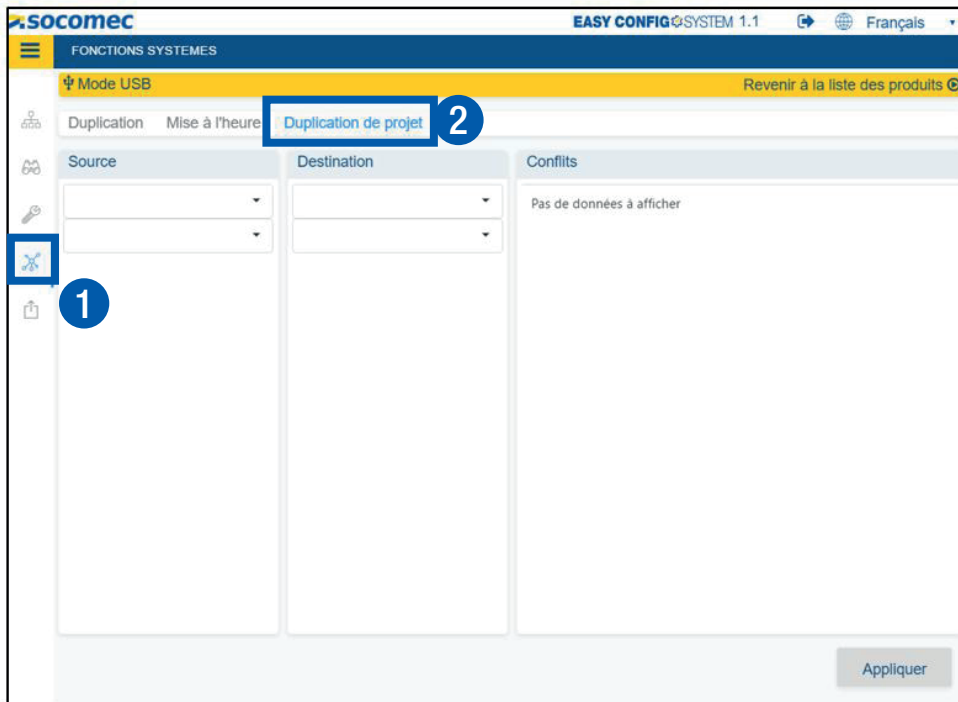 socomec
EASY CONFIG SYSTEM 1.1
Français
FONCTIONS SYSTEMES
Mode USB
Revenir à la liste des produits
Duplication
Mise à l'heure
Duplication de projet
2
Source
Destination
Conflits
Pas de données à afficher
1
Appliquer